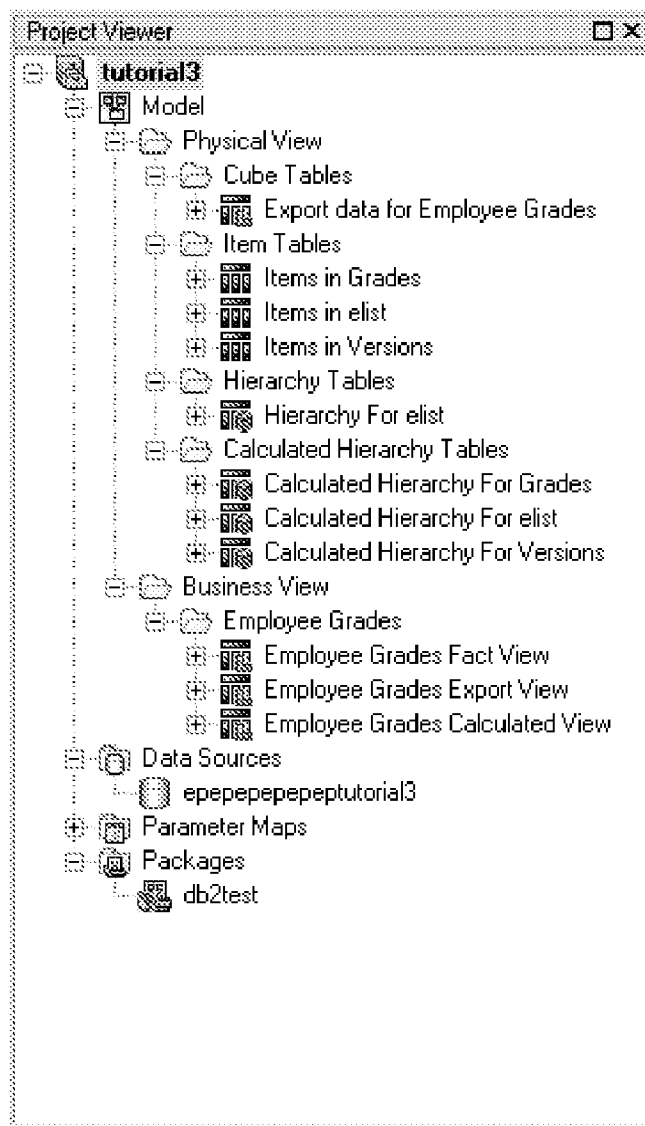 Project Viewer
tutorial3
Model
Physical View
Cube Tables
Export data for Employee Grades
Item Tables
Items in Grades
Items in elist
Items in Versions
Hierarchy Tables
Hierarchy For elist
Calculated Hierarchy Tables
Calculated Hierarchy For Grades
Calculated Hierarchy For elist
Calculated Hierarchy For Versions
Business View
Employee Grades
Employee Grades Fact View
Employee Grades Export View
Employee Grades Calculated View
Data Sources
epepepepepeptutorial3
Parameter Maps
Packages
db2test